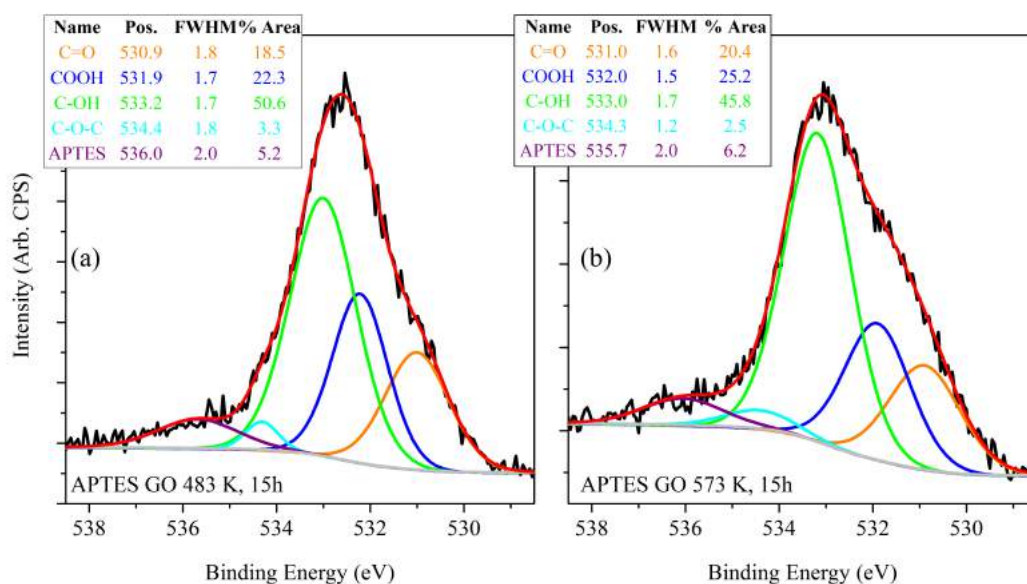 Name Pos. FWHM % Area
C=O 530.9 1.8 18.5
COOH 531.9 1.7 22.3
C-OH 533.2 1.7 50.6
C-O-C 534.4 1.8 3.3
APTES 536.0 2.0 5.2
Name Pos. FWHM % Area
C=O 531.0 1.6 20.4
COOH 532.0 1.5 25.2
C-OH 533.0 1.7 45.8
C-O-C 534.3 1.2 2.5
APTES 535.7 2.0 6.2
Intensity (Arb. CPS)
(a)
(b)
APTES GO 483 K, 15h
APTES GO 573 K, 15h
538 536 534 532 530
538 536 534 532 530
Binding Energy (eV)
Binding Energy (eV)